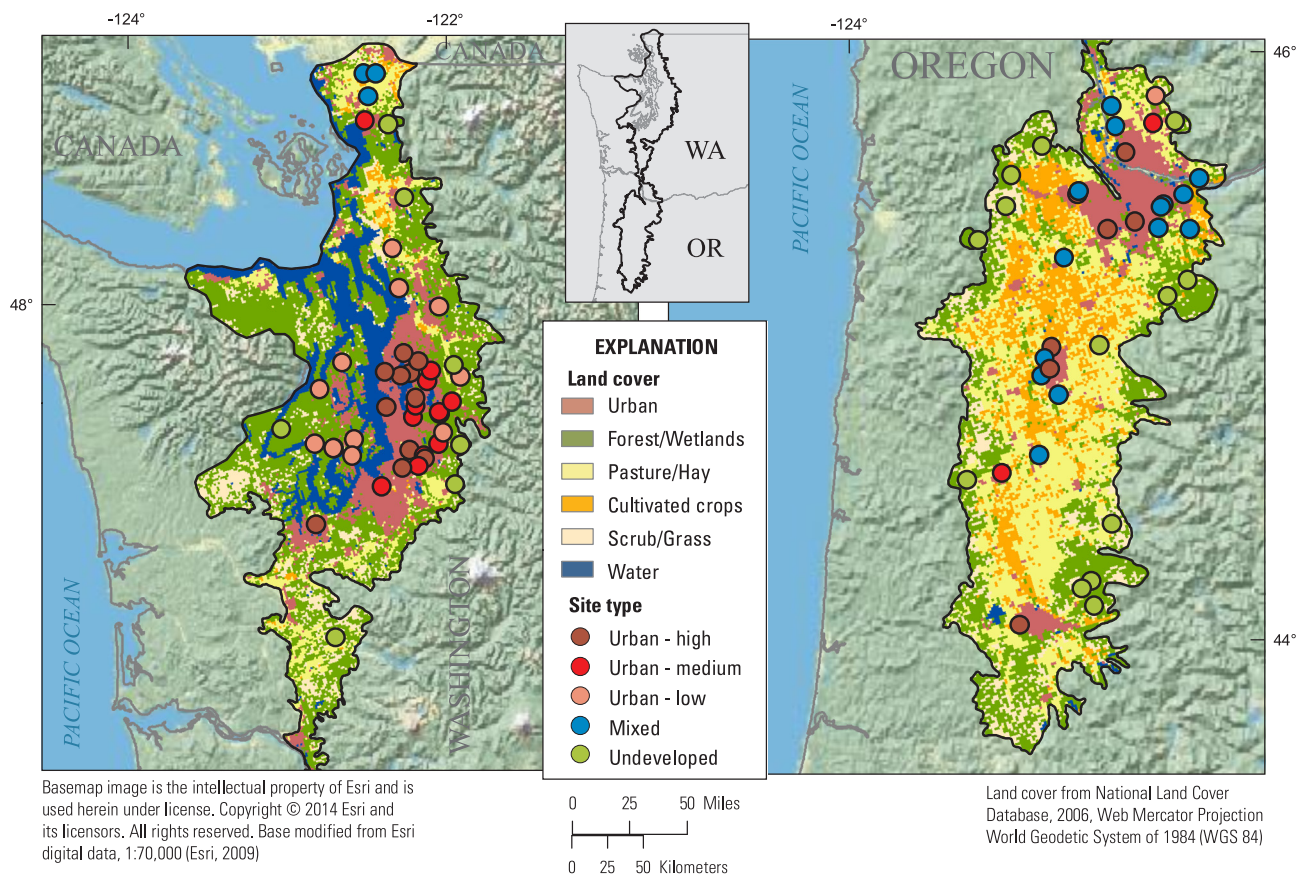 -124°
-122°
CANADA
CANADA
48°
PACIFIC OCEAN
WASHINGTON
WA
OR
-124°
46°
OREGON
PACIFIC OCEAN
44°
EXPLANATION
Land cover
Urban
Forest/Wetlands
Pasture/Hay
Cultivated crops
Scrub/Grass
Water
Site type
Urban - high
Urban - medium
Urban - low
Mixed
Undeveloped
0 25 50 Miles
0 25 50 Kilometers
Basemap image is the intellectual property of Esri and is
used herein under license. Copyright © 2014 Esri and
its licensors. All rights reserved. Base modified from Esri
digital data, 1:70,000 (Esri, 2009)
Land cover from National Land Cover
Database, 2006, Web Mercator Projection
World Geodetic System of 1984 (WGS 84)